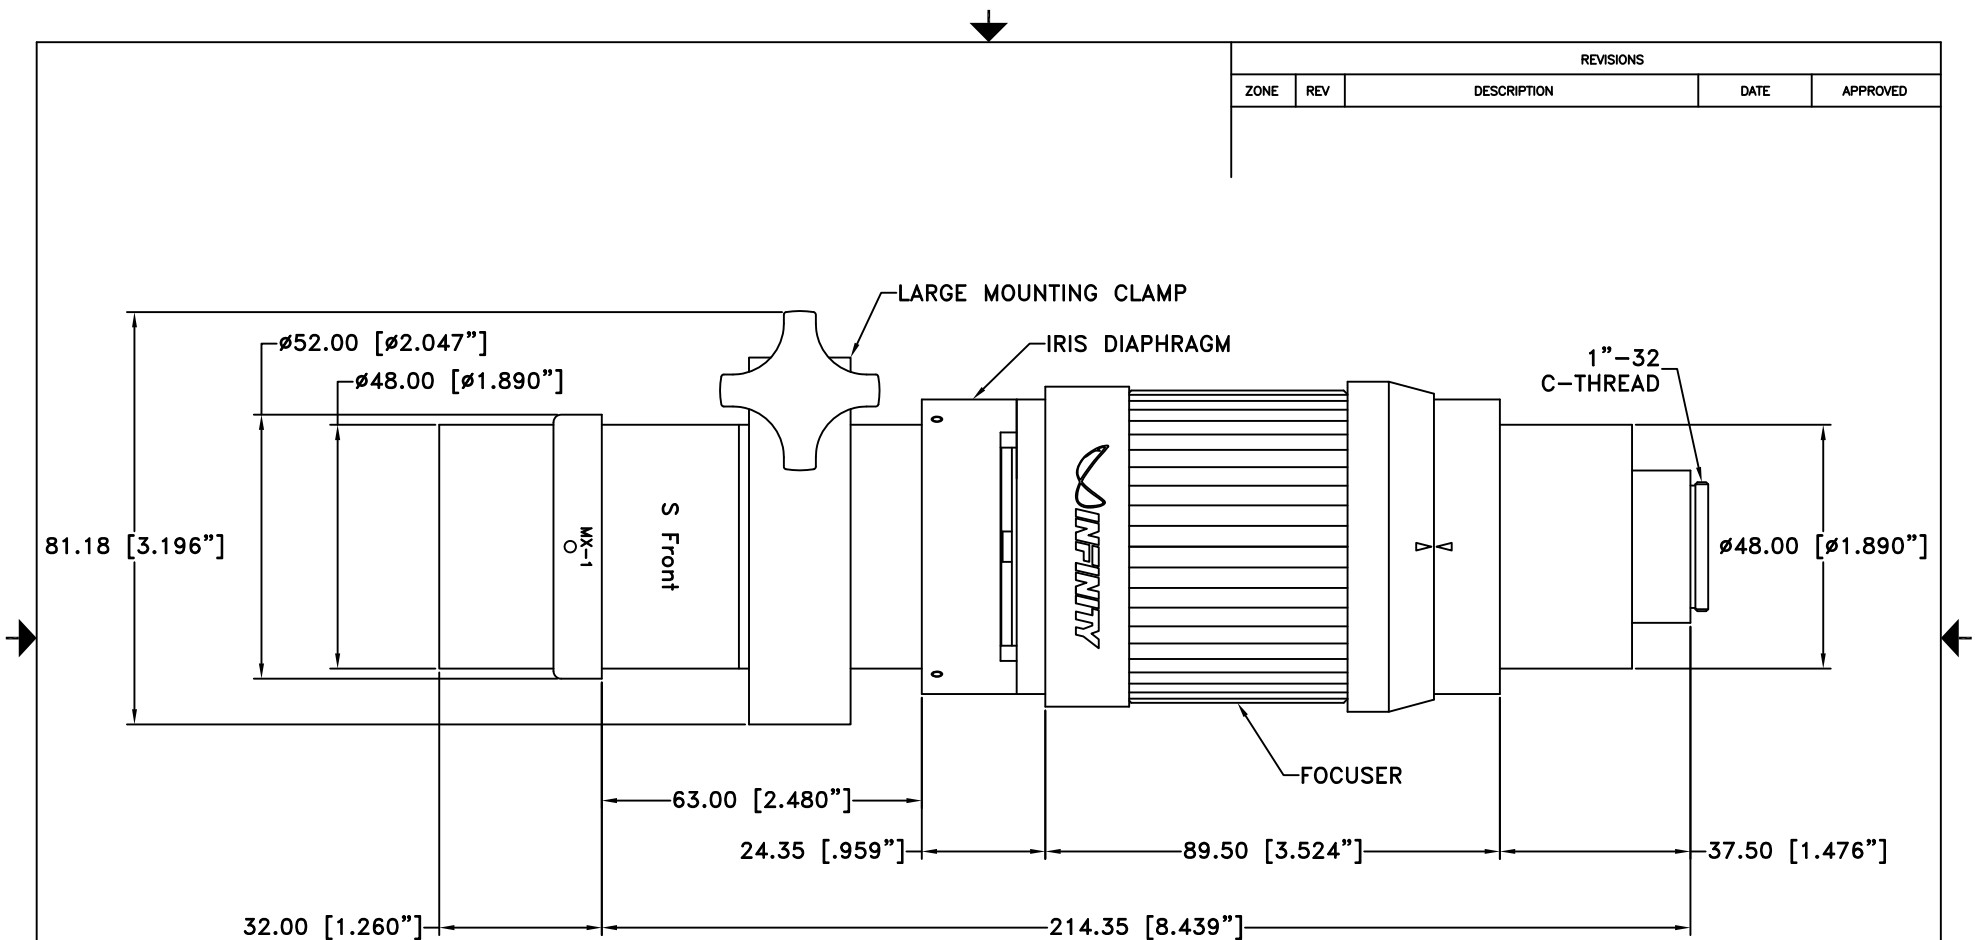 REVISIONS
ZONE REV DESCRIPTION DATE APPROVED
LARGE MOUNTING CLAMP
IRIS DIAPHRAGM
1”-32
C-THREAD
ø52.00 [ø2.047”]
ø48.00 [ø1.890”]
81.18 [3.196”]
MX-1
S Front
INFINITY
ø48.00 [ø1.890”]
FOCUSER
63.00 [2.480”]
24.35 [.959”]
89.50 [3.524”]
37.50 [1.476”]
32.00 [1.260”]
214.35 [8.439”]